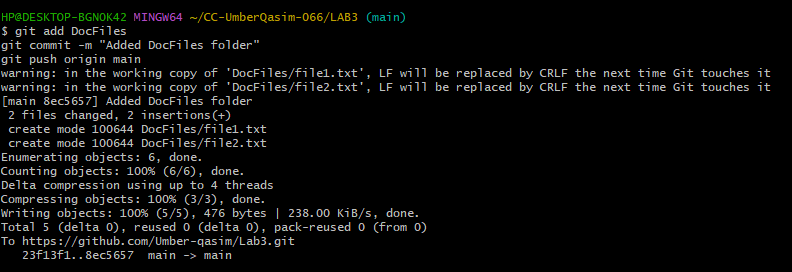 HP@DESKTOP-BGNOK42 MINGW64 ~/CC-UmberQasim-066/LAB3 (main)
$ git add DocFiles
git commit -m "Added DocFiles folder"
git push origin main
warning: in the working copy of 'DocFiles/file1.txt', LF will be replaced by CRLF the next time Git touches it
warning: in the working copy of 'DocFiles/file2.txt', LF will be replaced by CRLF the next time Git touches it
[main 8ec5657] Added DocFiles folder
 2 files changed, 2 insertions(+)
 create mode 100644 DocFiles/file1.txt
 create mode 100644 DocFiles/file2.txt
Enumerating objects: 6, done.
Counting objects: 100% (6/6), done.
Delta compression using up to 4 threads
Compressing objects: 100% (3/3), done.
Writing objects: 100% (5/5), 476 bytes | 238.00 KiB/s, done.
Total 5 (delta 0), reused 0 (delta 0), pack-reused 0 (from 0)
To https://github.com/Umber-qasim/Lab3.git
   23f13f1..8ec5657  main -> main